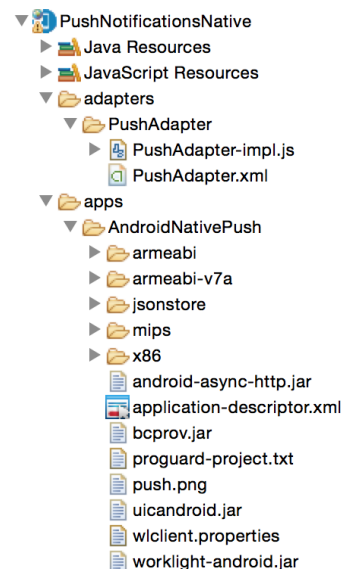 PushNotificationsNative
Java Resources
JavaScript Resources
adapters
PushAdapter
PushAdapter-impl.js
PushAdapter.xml
apps
AndroidNativePush
armeabi
armeabi-v7a
jsonstore
mips
x86
android-async-http.jar
application-descriptor.xml
bcprov.jar
proguard-project.txt
push.png
uicandroid.jar
wlclient.properties
worklight-android.jar